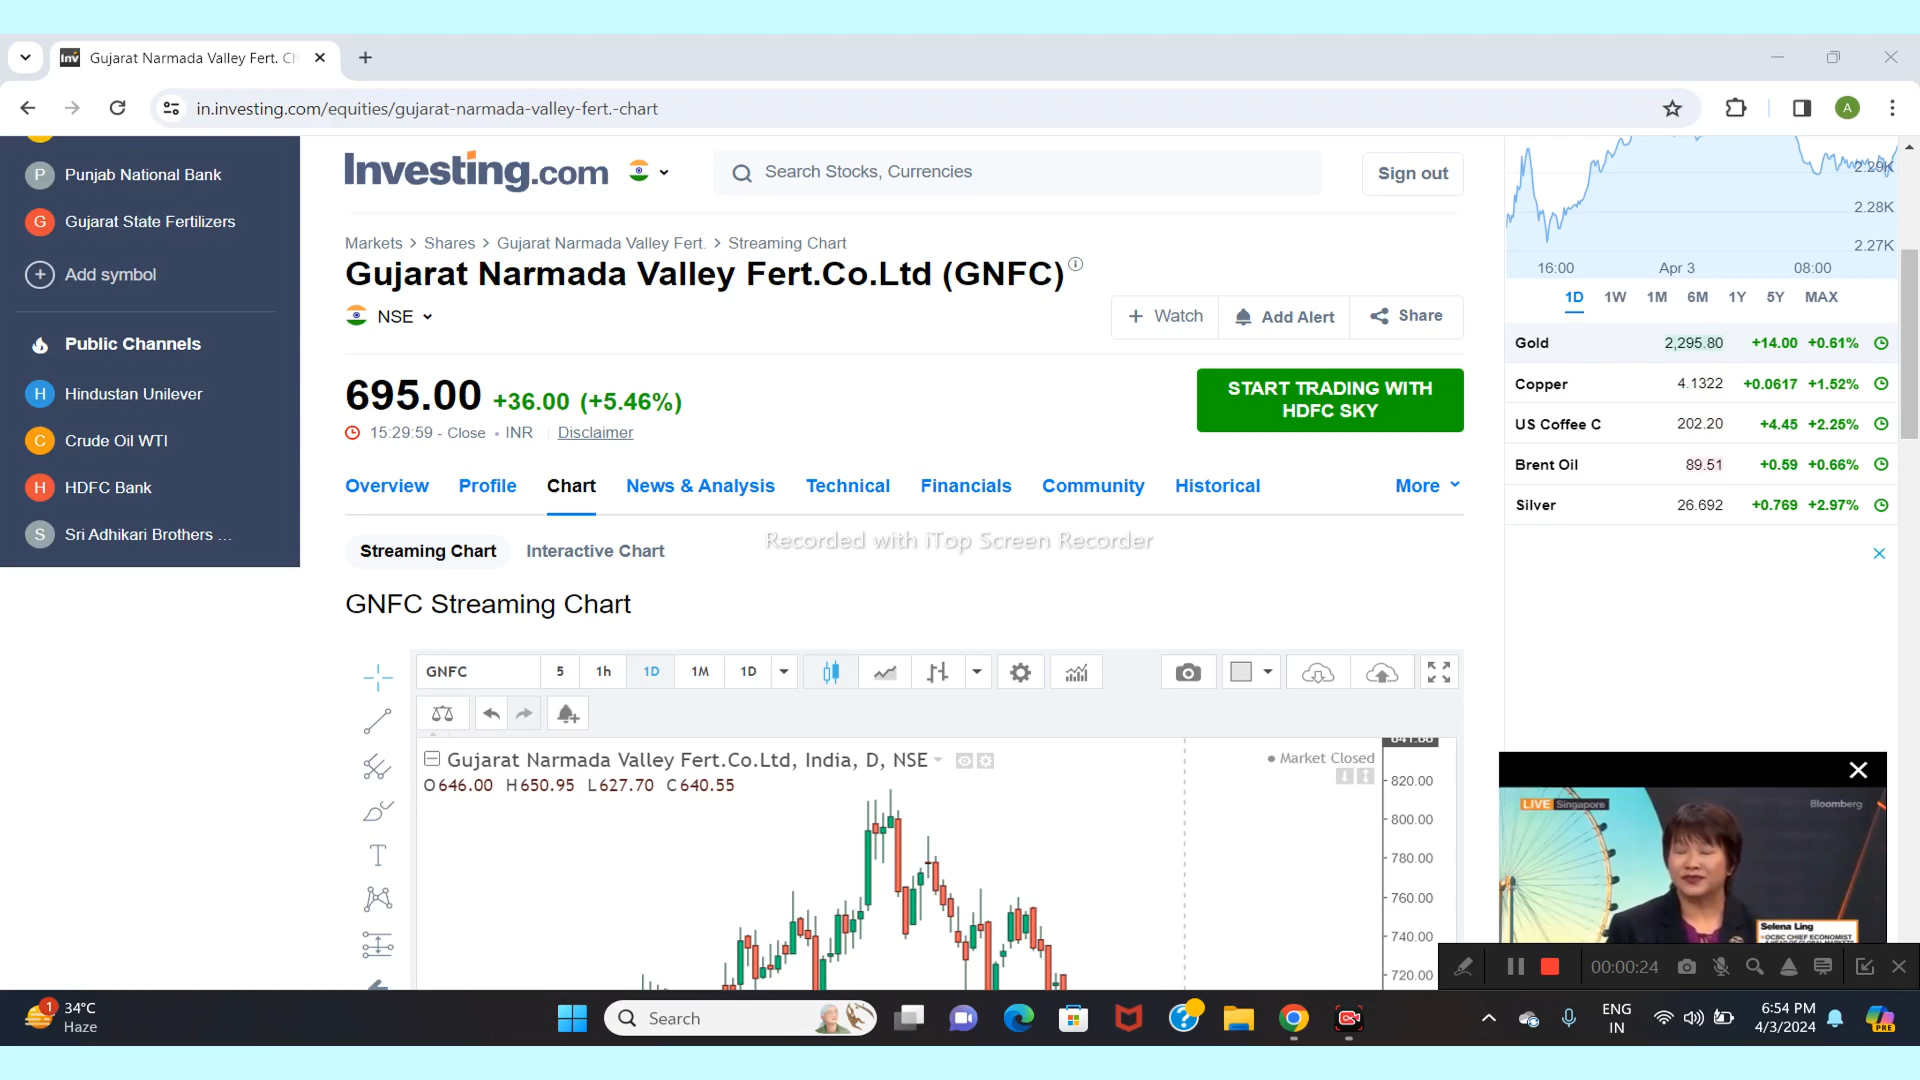 Gujarat Narmada Valley Fert. Ch
in.investing.com/equities/gujarat-narmada-valley-fert.-chart
A
P Punjab National Bank
G Gujarat State Fertilizers
+ Add symbol
Public Channels
H Hindustan Unilever
C Crude Oil WTI
H HDFC Bank
S Sri Adhikari Brothers ...
Investing.com
Search Stocks, Currencies
Sign out
Markets > Shares > Gujarat Narmada Valley Fert. > Streaming Chart
Gujarat Narmada Valley Fert.Co.Ltd (GNFC)
NSE
+ Watch
Add Alert
Share
695.00 +36.00 (+5.46%)
15:29:59 - Close • INR Disclaimer
START TRADING WITH
HDFC SKY
Overview Profile Chart News & Analysis Technical Financials Community Historical More
Streaming Chart Interactive Chart
Recorded with iTop Screen Recorder
GNFC Streaming Chart
GNFC 5 1h 1D 1M 1D
Gujarat Narmada Valley Fert.Co.Ltd, India, D, NSE
O646.00 H650.95 L627.70 C640.55
Market Closed
820.00
800.00
780.00
760.00
740.00
720.00
2.29K
2.28K
2.27K
16:00 Apr 3 08:00
1D 1W 1M 6M 1Y 5Y MAX
Gold 2,295.80 +14.00 +0.61%
Copper 4.1322 +0.0617 +1.52%
US Coffee C 202.20 +4.45 +2.25%
Brent Oil 89.51 +0.59 +0.66%
Silver 26.692 +0.769 +2.97%
LIVE Singapore
Bloomberg
Selena Ling
OCBC CHIEF ECONOMIST
00:00:24
1
34°C
Haze
Search
PRE
ENG
IN
6:54 PM
4/3/2024